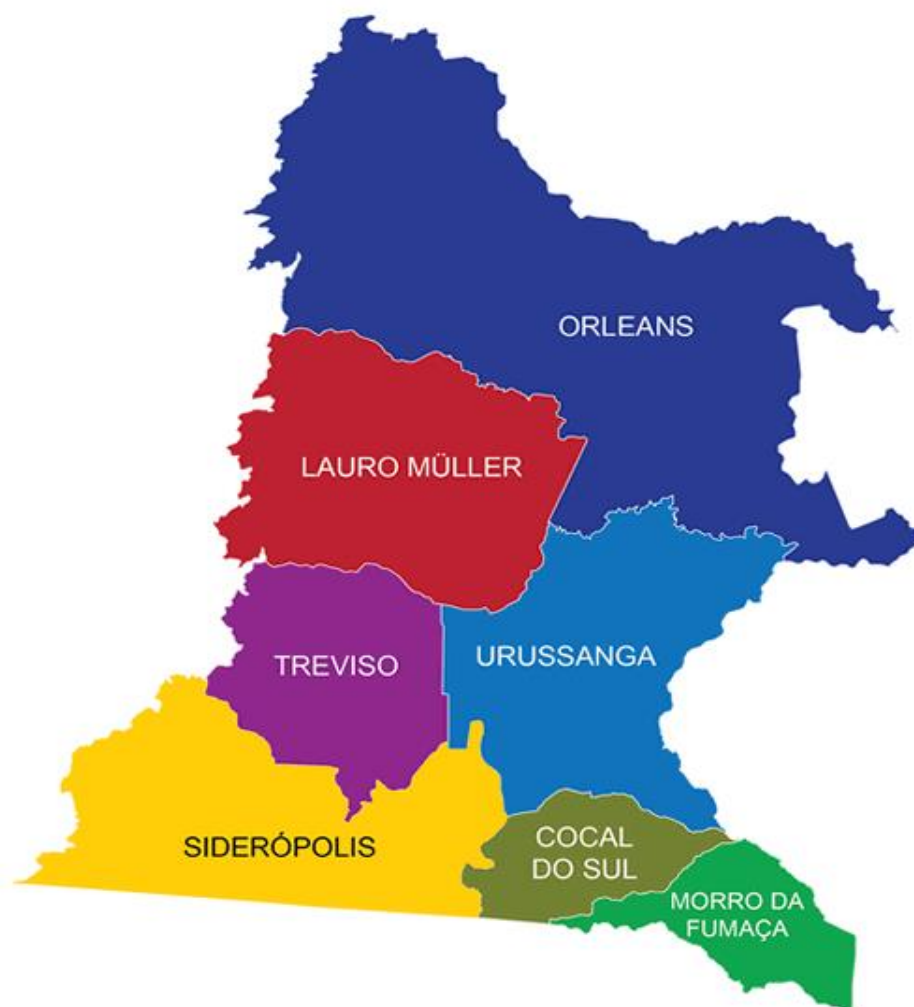 ORLEANS
LAURO MÜLLER
TREVISO
URUSSANGA
SIDERÓPOLIS
COCAL
DO SUL
MORRO DA
FUMAÇA